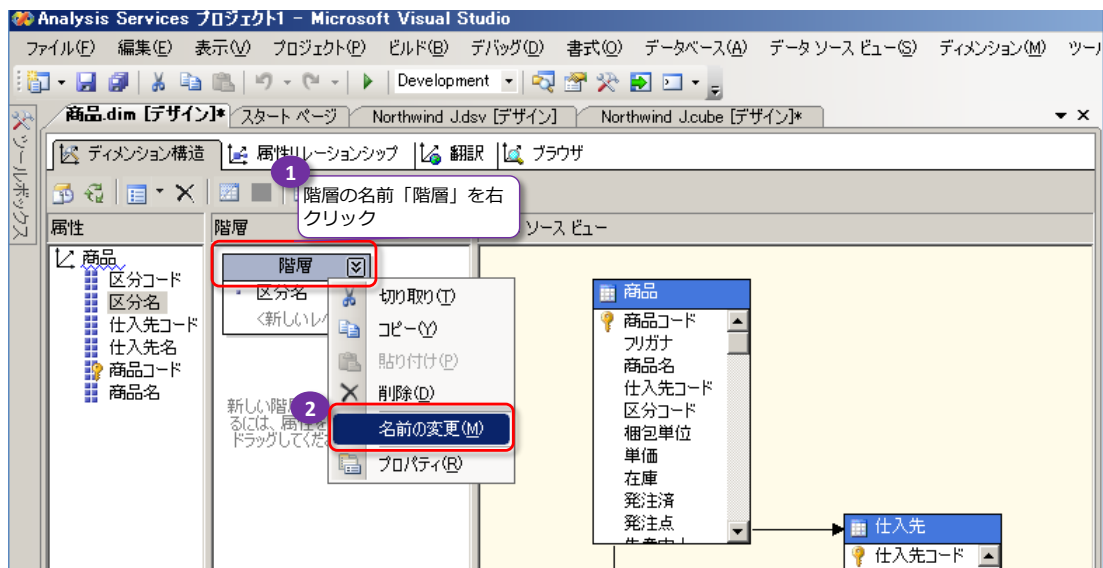 Analysis Services プロジェクト1 - Microsoft Visual Studio
ファイル(F) 編集(E) 表示(V) プロジェクト(P) ビルド(B) デバッグ(D) 書式(O) データベース(A) データ ソース ビュー(S) ディメンション(M) ツール
Development
商品.dim [デザイン]* スタート ページ Northwind J.dsv [デザイン] Northwind J.cube [デザイン]*
ツールボックス
ディメンション構造 属性リレーションシップ 翻訳 ブラウザ
1
階層の名前「階層」を右
クリック
属性 階層 ソース ビュー
商品
区分コード
区分名
仕入先コード
仕入先名
商品コード
商品名
階層
区分名
<新しいレ
新しい階層
るには、属性を
ドラッグしてくだ
切り取り(T)
コピー(Y)
貼り付け(P)
削除(D)
2
名前の変更(M)
プロパティ(R)
商品
商品コード
フリガナ
商品名
仕入先コード
区分コード
梱包単位
単価
在庫
発注済
発注点
仕入先
仕入先コード